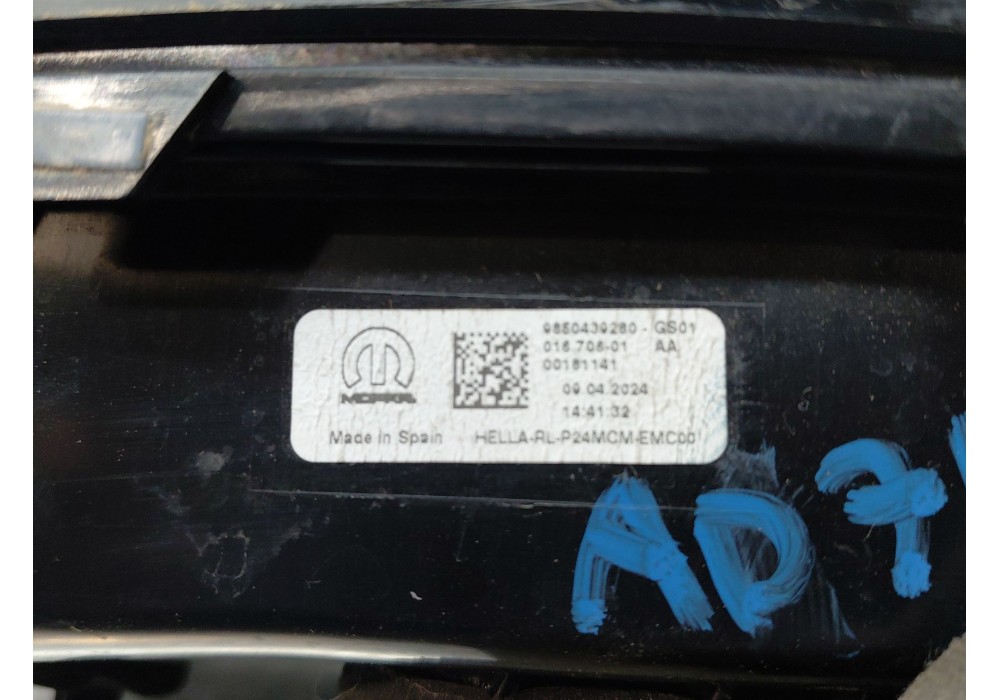 9850439280 - GS01
016.706-01 AA
00181141
09.04.2024
14:41:32
MOPAR
Made in Spain HELLA-RL-P24MCM-EMC00